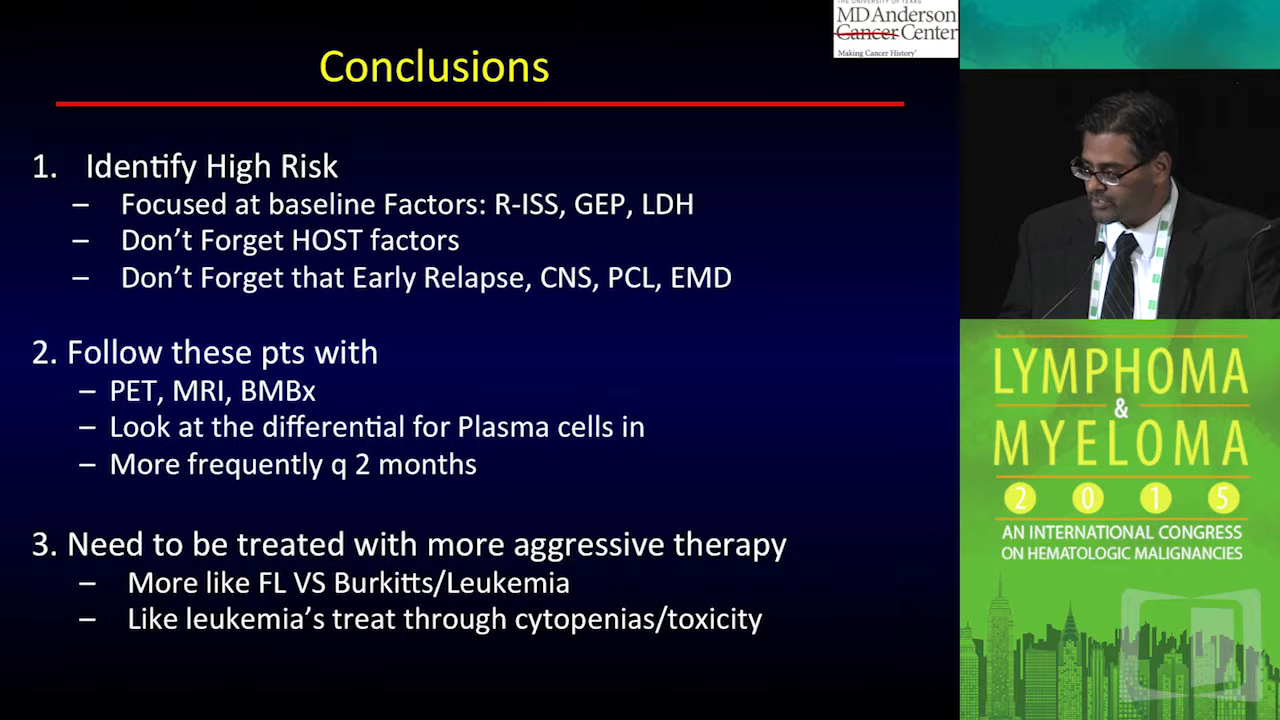 THE UNIVERSITY OF TEXAS
MD Anderson
Cancer Center
Making Cancer History®
Conclusions
1. Identify High Risk
– Focused at baseline Factors: R-ISS, GEP, LDH
– Don't Forget HOST factors
– Don't Forget that Early Relapse, CNS, PCL, EMD
2. Follow these pts with
– PET, MRI, BMBx
– Look at the differential for Plasma cells in
– More frequently q 2 months
3. Need to be treated with more aggressive therapy
– More like FL VS Burkitts/Leukemia
– Like leukemia's treat through cytopenias/toxicity
LYMPHOMA
&
MYELOMA
2 0 1 5
AN INTERNATIONAL CONGRESS
ON HEMATOLOGIC MALIGNANCIES